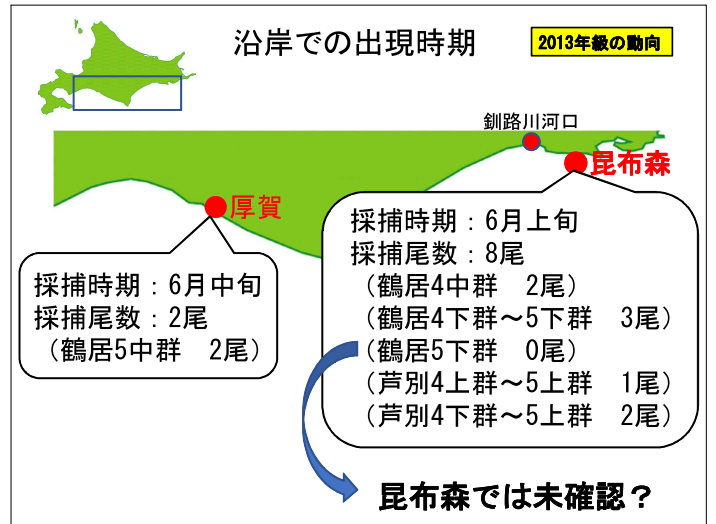 沿岸での出現時期
2013年級の動向
釧路川河口
昆布森
厚賀
採捕時期：6月中旬
採捕尾数：2尾
（鶴居5中群　2尾）
採捕時期：6月上旬
採捕尾数：8尾
（鶴居4中群　2尾）
（鶴居4下群～5下群　3尾）
（鶴居5下群　0尾）
（芦別4上群～5上群　1尾）
（芦別4下群～5上群　2尾）
昆布森では未確認？